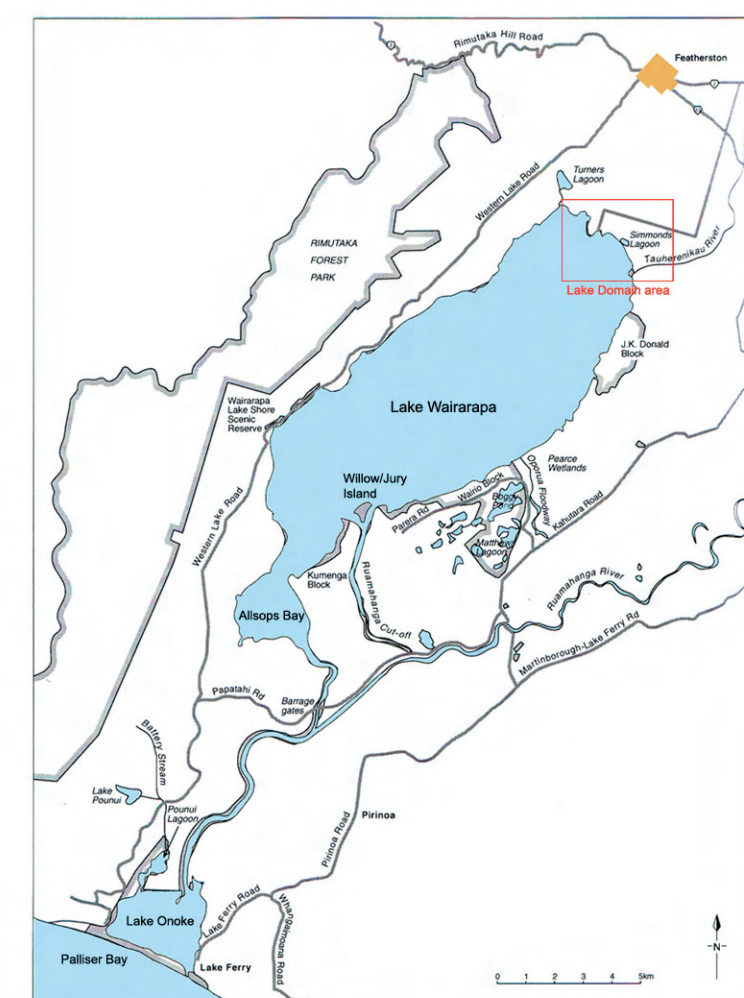 Rimutaka Hill Road
2
Featherston
2
Turners
Lagoon
Western Lake Road
RIMUTAKA
FOREST
PARK
Simmonds
Lagoon
Tauherenikau River
Lake Domain area
J.K. Donald
Block
Wairarapa
Lake Shore
Scenic
Reserve
Lake Wairarapa
Pearce
Wetlands
Oporua Floodway
Willow/Jury
Island
Wairio Block
Boggy
Pond
Parera Rd
Kahutara Road
Matthews
Lagoon
Western Lake Road
Kumenga
Block
Ruamahanga Cut-off
Ruamahanga River
Allsops Bay
Martinborough-Lake Ferry Rd
Papatahi Rd
Barrage
gates
Battery Stream
Lake
Pounui
Pounui
Lagoon
Pirinoa
Pirinoa Road
Lake Onoke
Lake Ferry Road
Whangaimoana Road
Palliser Bay
Lake Ferry
N
0 1 2 3 4 5km